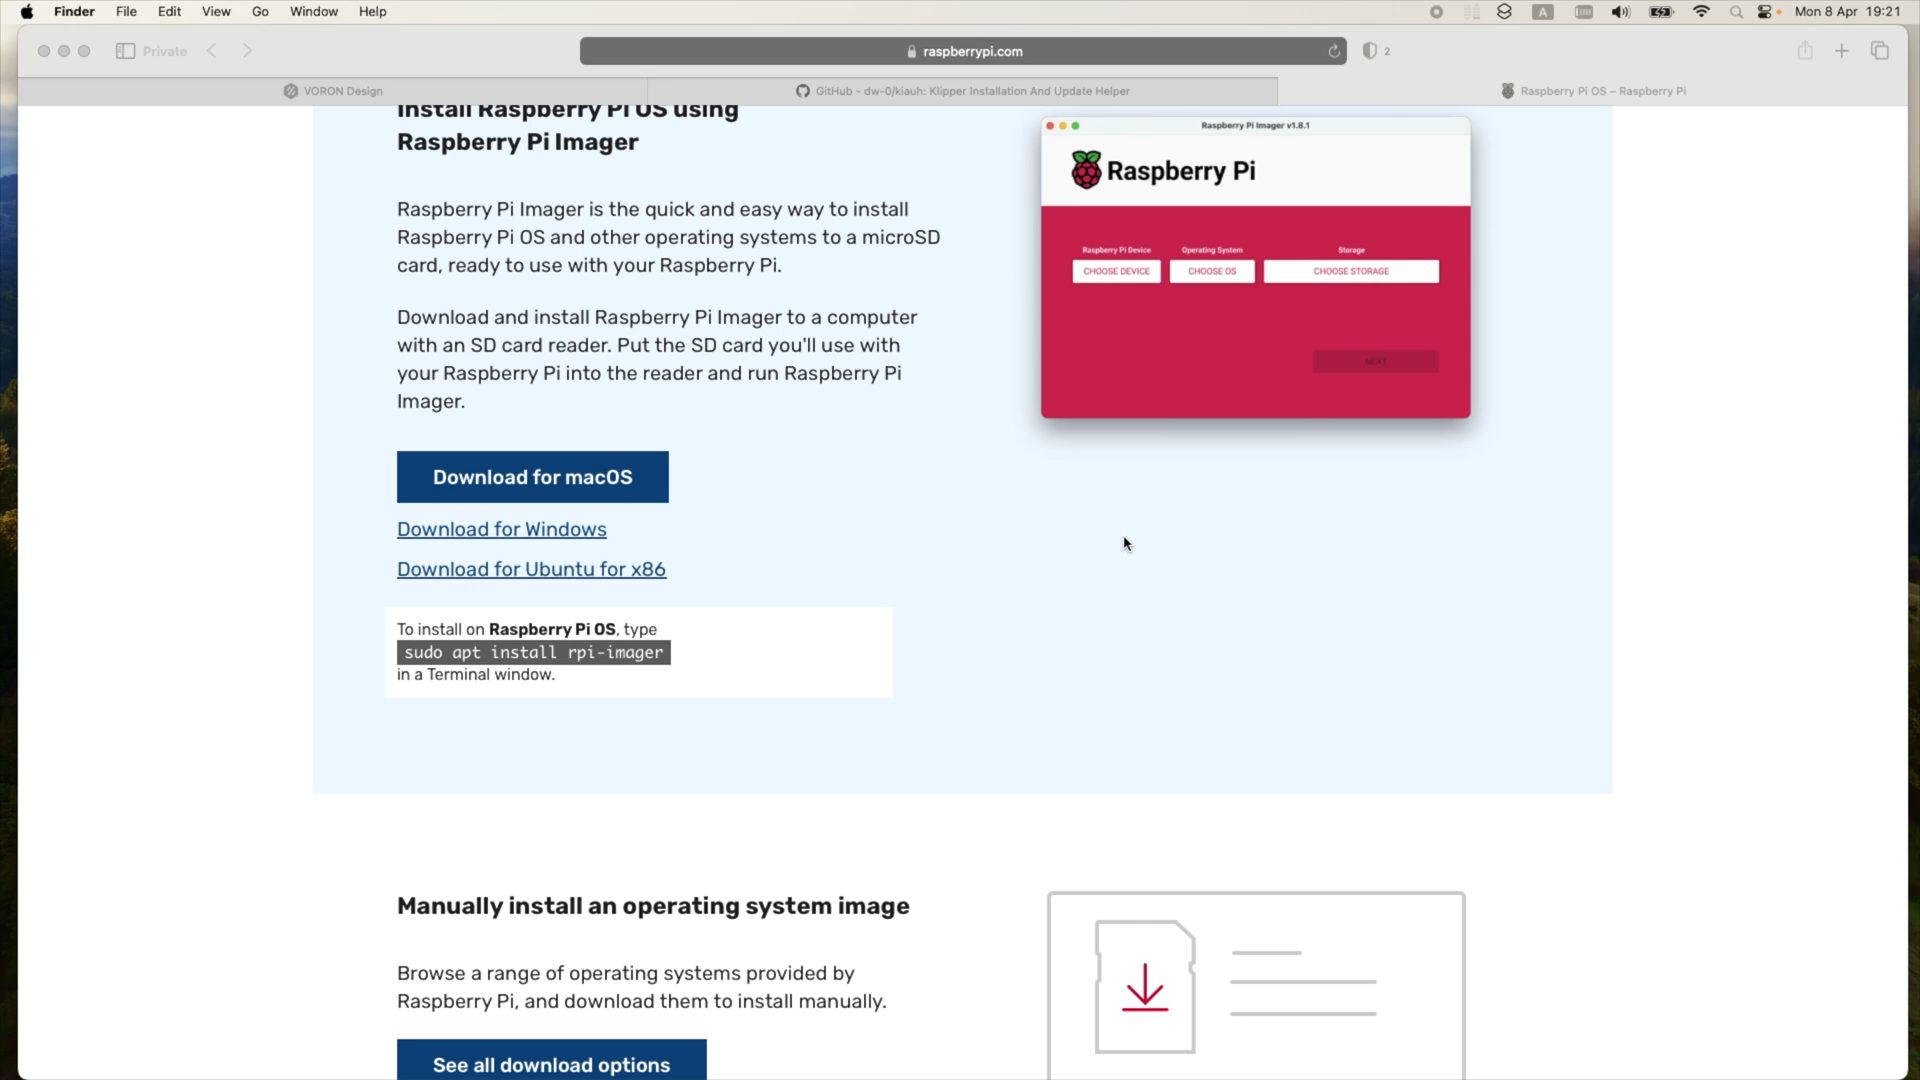 Finder File Edit View Go Window Help
A
Mon 8 Apr 19:21
Private
raspberrypi.com
2
VORON Design
GitHub - dw-0/kiauh: Klipper Installation And Update Helper
Raspberry Pi OS – Raspberry Pi
Install Raspberry Pi OS using
Raspberry Pi Imager
Raspberry Pi Imager is the quick and easy way to install
Raspberry Pi OS and other operating systems to a microSD
card, ready to use with your Raspberry Pi.
Download and install Raspberry Pi Imager to a computer
with an SD card reader. Put the SD card you'll use with
your Raspberry Pi into the reader and run Raspberry Pi
Imager.
Download for macOS
Download for Windows
Download for Ubuntu for x86
To install on Raspberry Pi OS, type
sudo apt install rpi-imager
in a Terminal window.
Raspberry Pi Imager v1.8.1
Raspberry Pi
Raspberry Pi Device Operating System Storage
CHOOSE DEVICE CHOOSE OS CHOOSE STORAGE
NEXT
Manually install an operating system image
Browse a range of operating systems provided by
Raspberry Pi, and download them to install manually.
See all download options